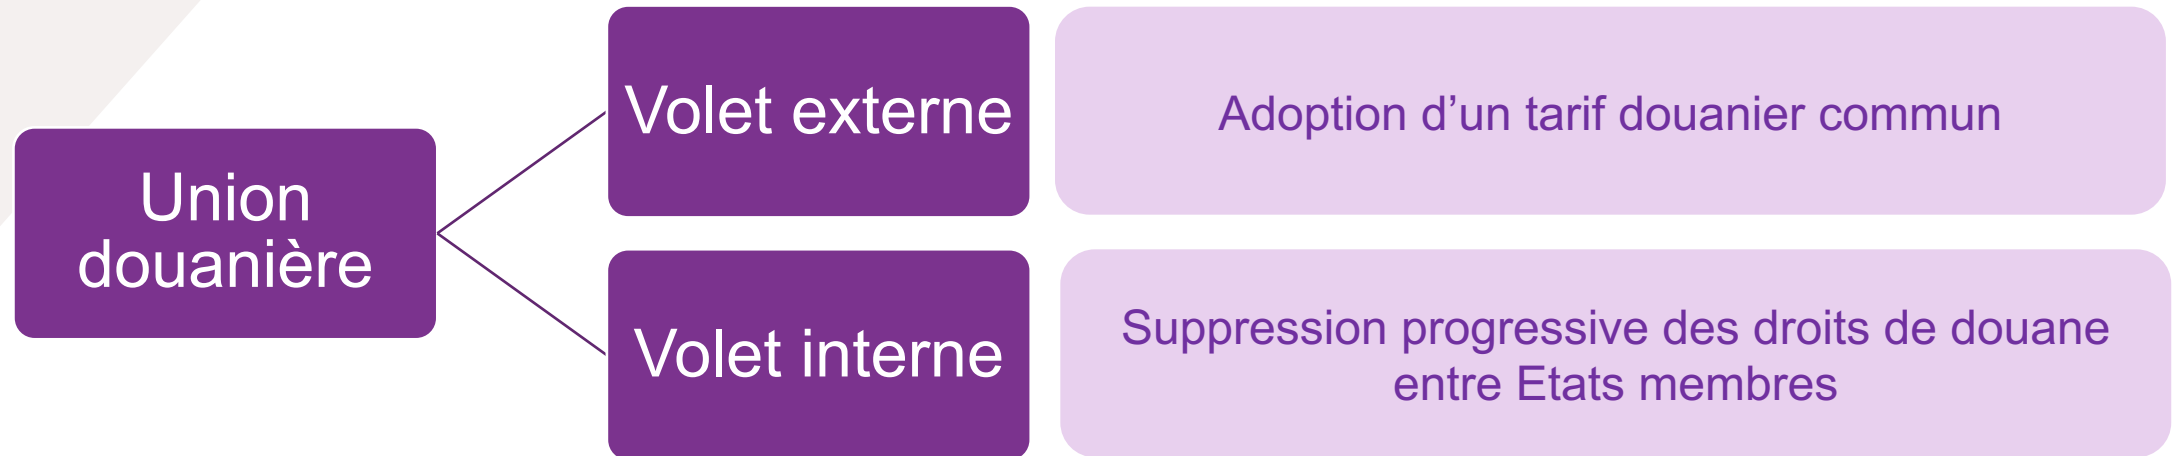 Union
douanière
Volet externe
Adoption d’un tarif douanier commun
Volet interne
Suppression progressive des droits de douane
entre Etats membres